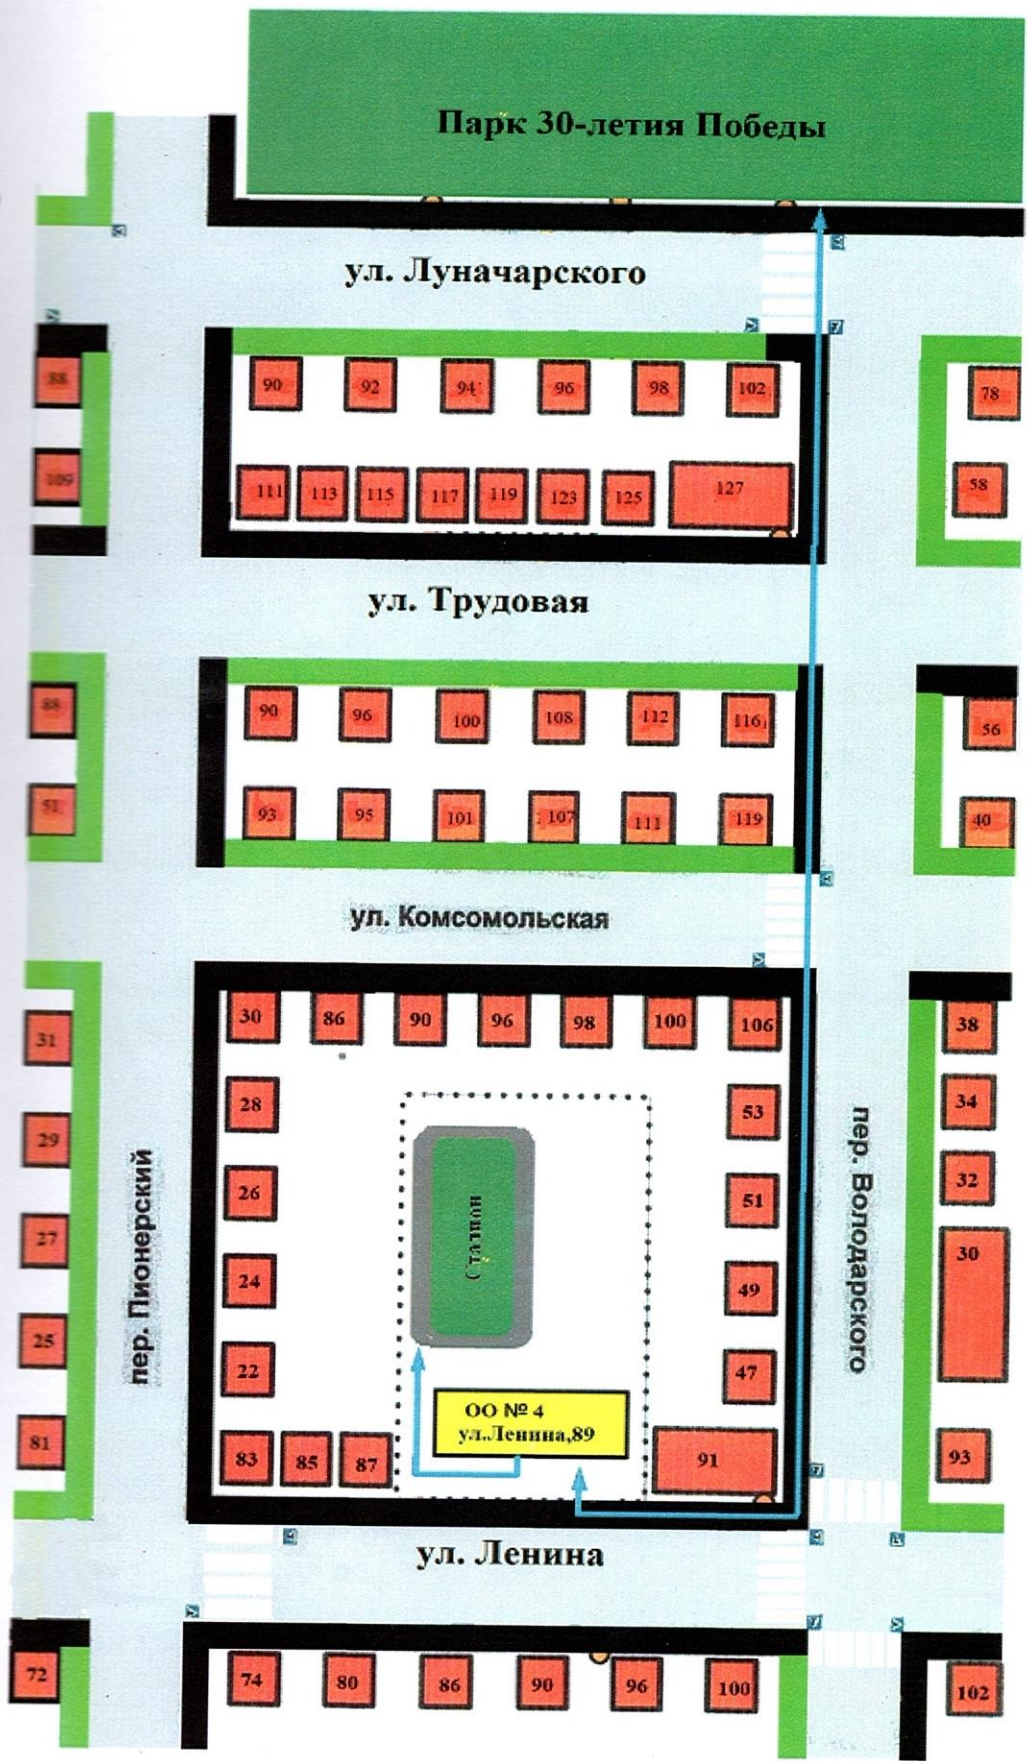 Парк 30-летия Победы
ул. Луначарского
88 90 92 94 96 98 102 78
109 111 113 115 117 119 123 125 127 58
ул. Трудовая
88 90 96 100 108 112 116 56
51 93 95 101 107 111 119 40
ул. Комсомольская
30 86 90 96 98 100 106 38
31
28 53 34
29
26 51 32
27
24 49 30
25
22 47
пер. Пионерский
Стадион
пер. Володарского
ОО № 4
ул.Ленина,89
81 83 85 87 91 93
ул. Ленина
72 74 80 86 90 96 100 102